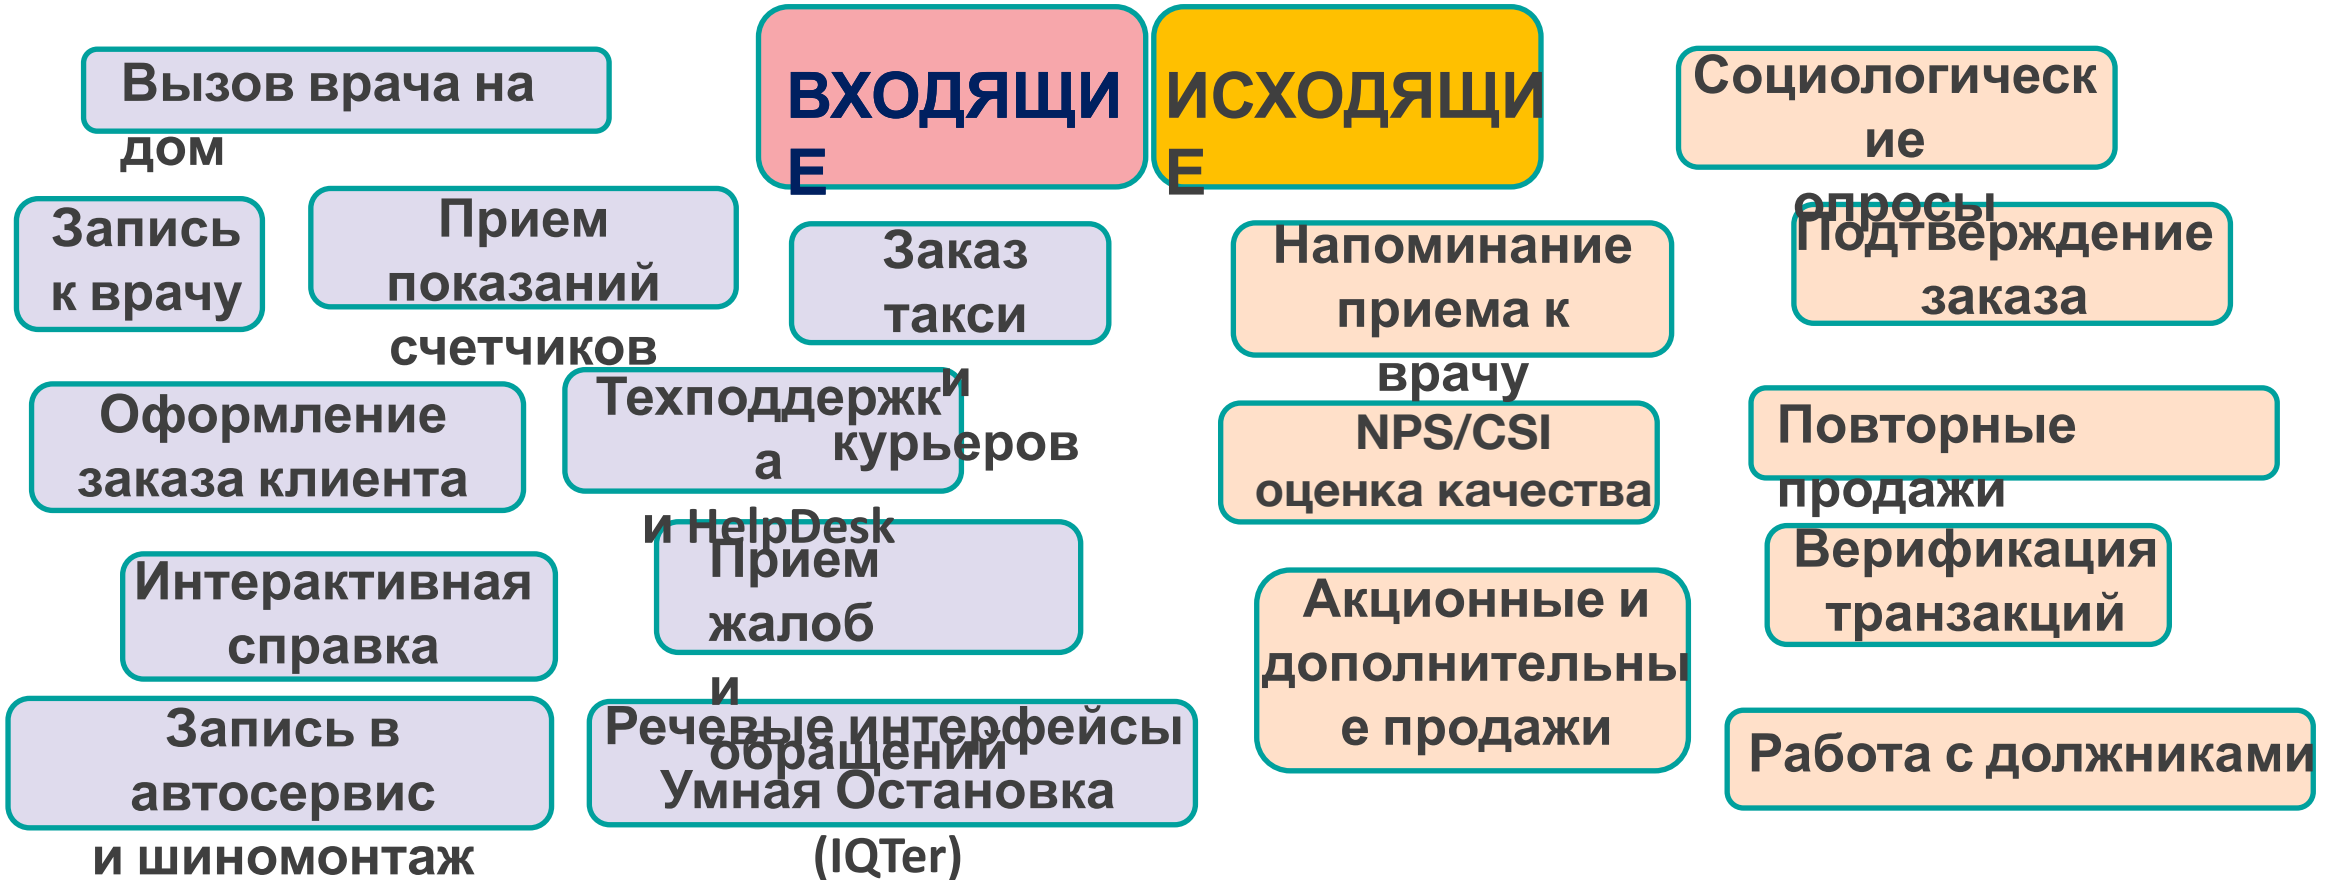 ВХОДЯЩИ
Е
ИСХОДЯЩИ
Е
Вызов врача на
дом
Запись
к врачу
Прием
показаний
счетчиков
Заказ
такси
и
курьеров
Оформление
заказа клиента
Техподдержк
а
и HelpDesk
Интерактивная
справка
Прием
жалоб
и
обращений
Запись в
автосервис
и шиномонтаж
Речевые интерфейсы
Умная Остановка
(IQTer)
Социологическ
ие
опросы
Напоминание
приема к
врачу
Подтверждение
заказа
NPS/CSI
оценка качества
Повторные
продажи
Акционные и
дополнительны
е продажи
Верификация
транзакций
Работа с должниками